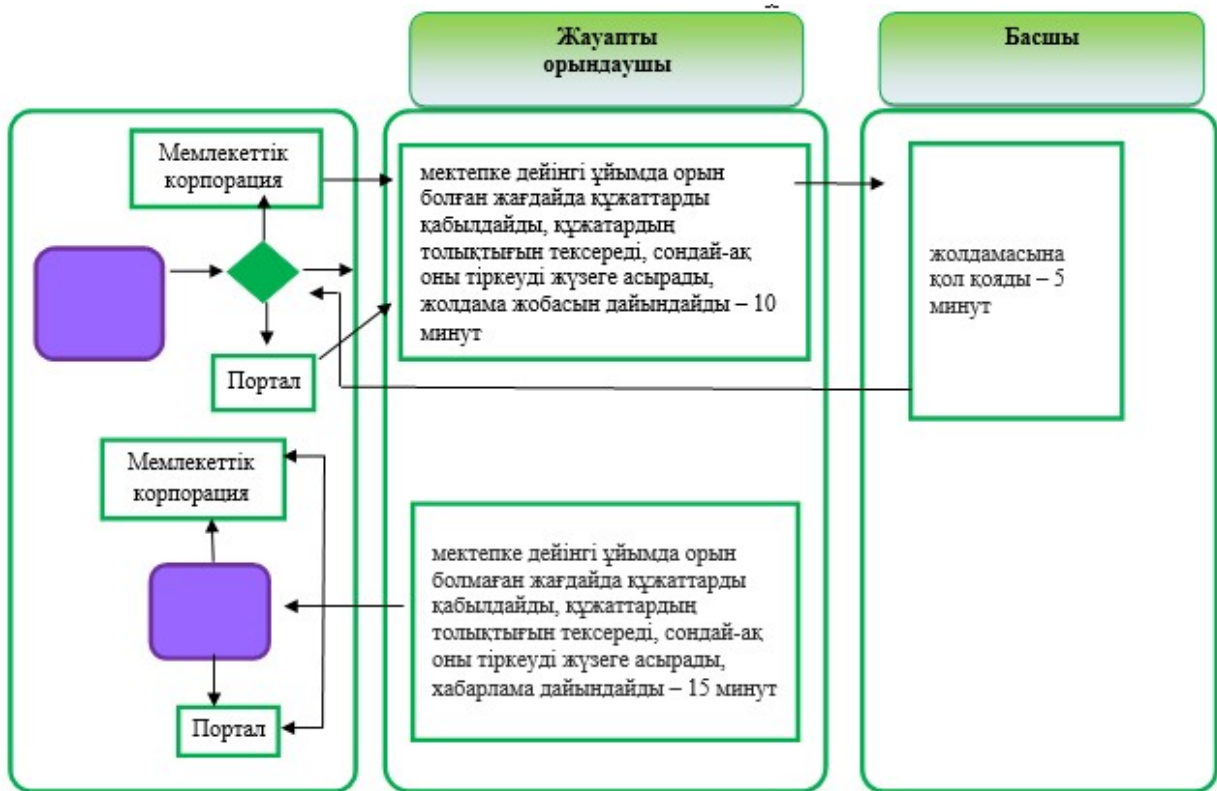 Жауапты
орындаушы
Басшы
Мемлекеттік
корпорация
мектепке дейінгі ұйымда орын
болған жағдайда құжаттарды
қабылдайды, құжатардың
толықтығын тексереді, сондай-ақ
оны тіркеуді жүзеге асырады,
жолдама жобасын дайындайды – 10
минут
жолдамасына
қол қояды – 5
минут
Портал
Мемлекеттік
корпорация
мектепке дейінгі ұйымда орын
болмаған жағдайда құжаттарды
қабылдайды, құжаттардың
толықтығын тексереді, сондай-ақ
оны тіркеуді жүзеге асырады,
хабарлама дайындайды – 15 минут
Портал